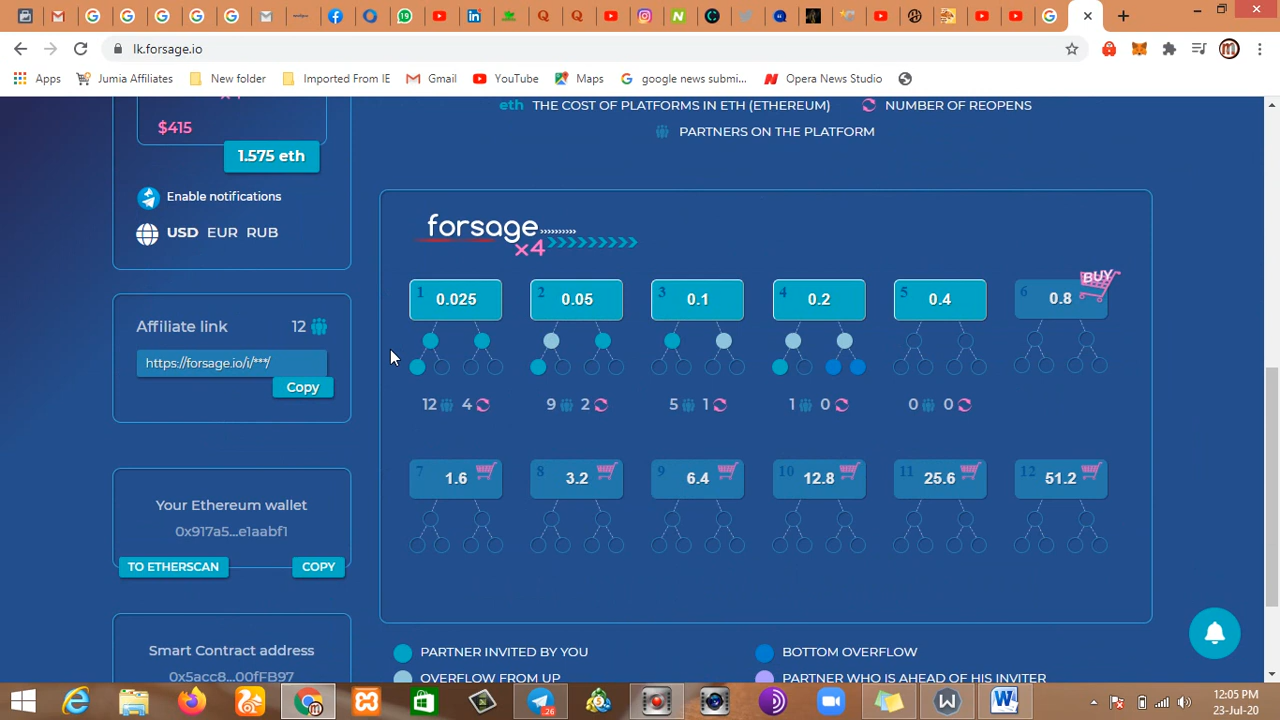 lk.forsage.io
Apps Jumia Affiliates New folder Imported From IE Gmail YouTube Maps google news submi... Opera News Studio
x4
$415
1.575 eth
Enable notifications
USD EUR RUB
Affiliate link 12
https://forsage.io/i/***/
Copy
Your Ethereum wallet
0x917a5...e1aabf1
TO ETHERSCAN COPY
Smart Contract address
0x5acc8...00fFB97
eth THE COST OF PLATFORMS IN ETH (ETHEREUM) NUMBER OF REOPENS
PARTNERS ON THE PLATFORM
forsage
x4
BUY
1 0.025 2 0.05 3 0.1 4 0.2 5 0.4 6 0.8
12 4 9 2 5 1 1 0 0 0
7 1.6 8 3.2 9 6.4 10 12.8 11 25.6 12 51.2
PARTNER INVITED BY YOU BOTTOM OVERFLOW
OVERFLOW FROM UP PARTNER WHO IS AHEAD OF HIS INVITER
26
12:05 PM
23-Jul-20